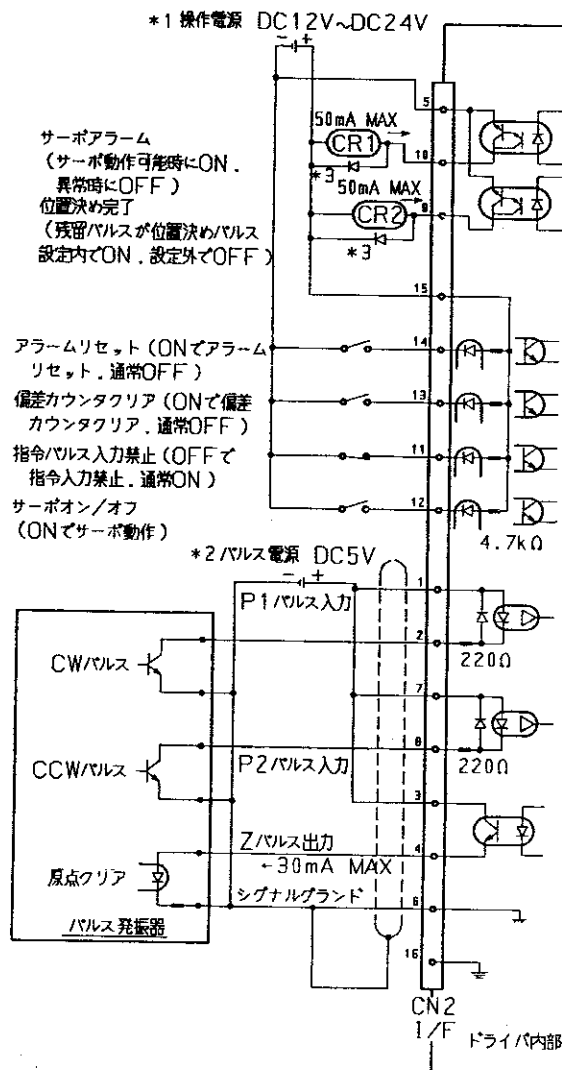 *1 操作電源 DC12V~DC24V
− +
5
50mA MAX
CR1
10
*3
サーボアラーム
(サーボ動作可能時にON.
異常時にOFF)
位置決め完了
(残留パルスが位置決めパルス
設定内でON.設定外でOFF)
50mA MAX
CR2
9
*3
15
アラームリセット(ONでアラーム
リセット.通常OFF)
14
偏差カウンタクリア(ONで偏差
カウンタクリア.通常OFF)
13
指令パルス入力禁止(OFFで
指令入力禁止.通常ON)
11
サーボオン/オフ
(ONでサーボ動作)
12
4.7kΩ
*2パルス電源 DC5V
− +
P1パルス入力
1
2
220Ω
CWパルス
7
CCWパルス
P2パルス入力
8
220Ω
3
Zパルス出力
4
←30mA MAX
原点クリア
シグナルグランド
6
パルス発振器
16
CN2
I/F
ドライバ内部